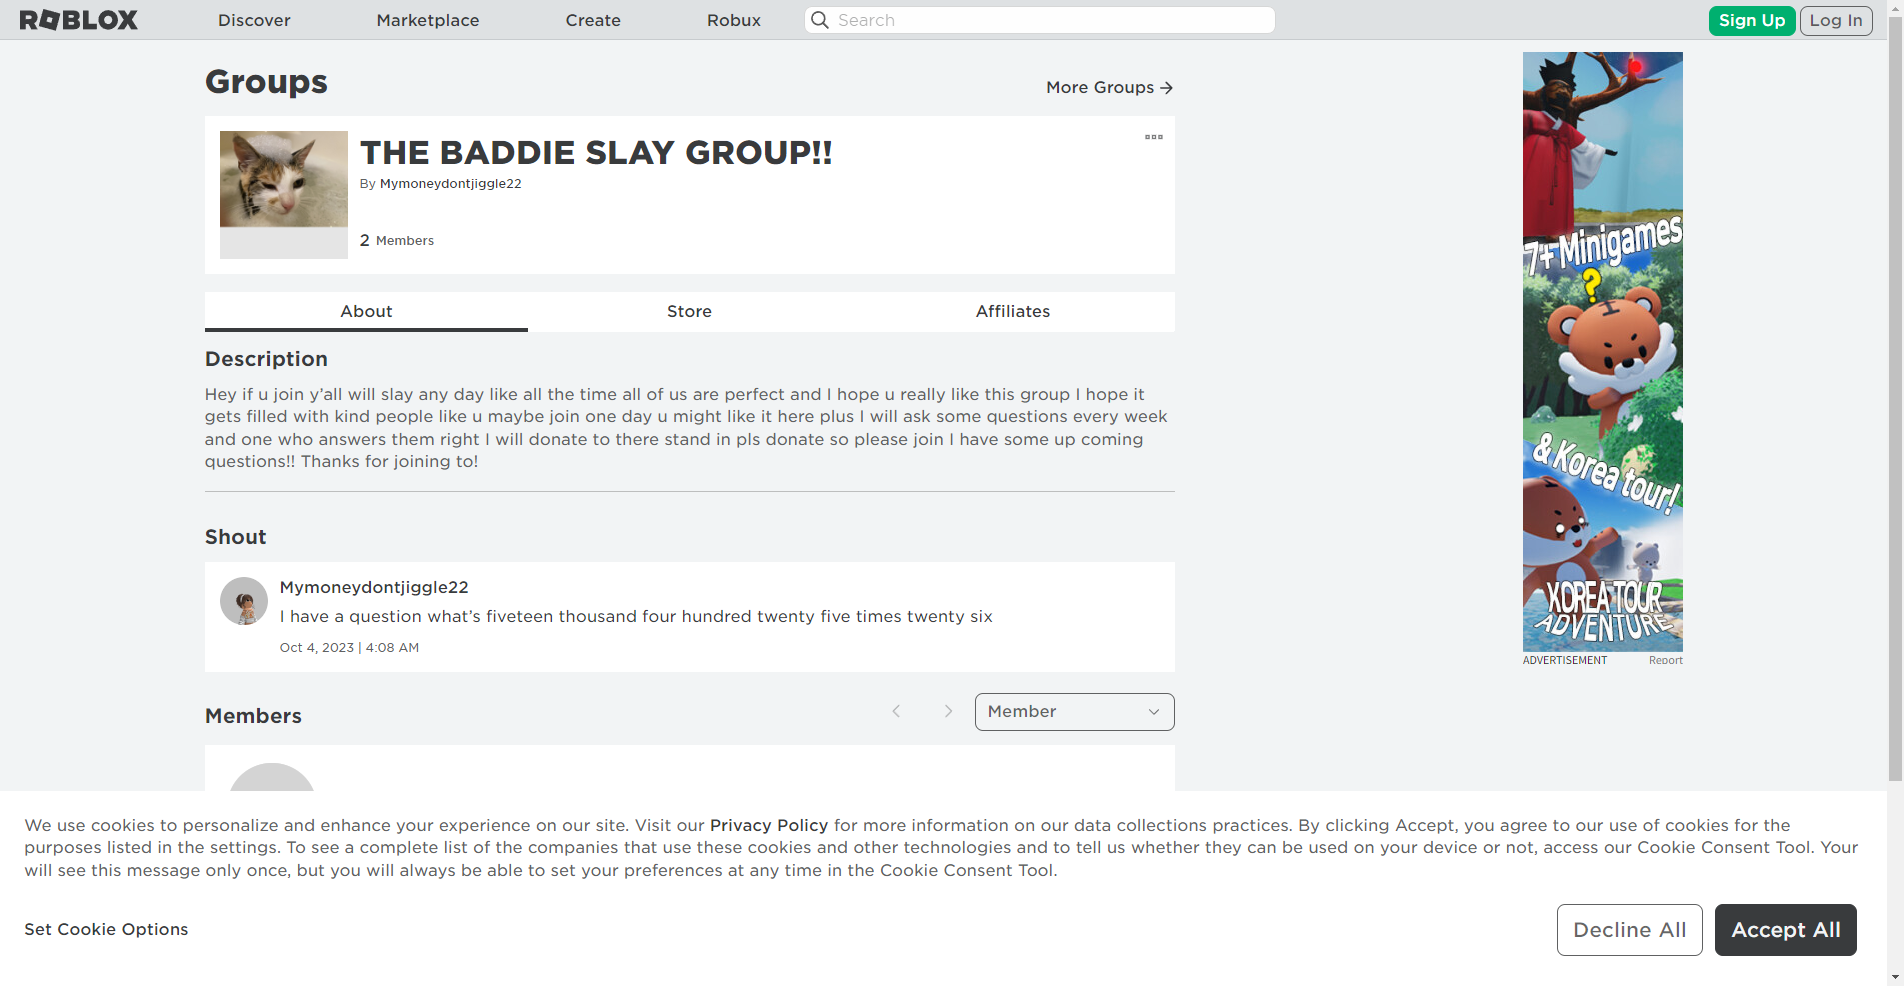 ROBLOX
Discover
Marketplace
Create
Robux
Search
Sign Up
Log In
Groups
More Groups
THE BADDIE SLAY GROUP!!
By Mymoneydontjiggle22
2 Members
About
Store
Affiliates
Description
Hey if u join y’all will slay any day like all the time all of us are perfect and I hope u really like this group I hope it
gets filled with kind people like u maybe join one day u might like it here plus I will ask some questions every week
and one who answers them right I will donate to there stand in pls donate so please join I have some up coming
questions!! Thanks for joining to!
Shout
Mymoneydontjiggle22
I have a question what’s fiveteen thousand four hundred twenty five times twenty six
Oct 4, 2023 | 4:08 AM
Members
Member
7+ Minigames
?
& Korea tour!
KOREA TOUR
ADVENTURE
ADVERTISEMENT
Report
We use cookies to personalize and enhance your experience on our site. Visit our Privacy Policy for more information on our data collections practices. By clicking Accept, you agree to our use of cookies for the
purposes listed in the settings. To see a complete list of the companies that use these cookies and other technologies and to tell us whether they can be used on your device or not, access our Cookie Consent Tool. Your
will see this message only once, but you will always be able to set your preferences at any time in the Cookie Consent Tool.
Set Cookie Options
Decline All
Accept All